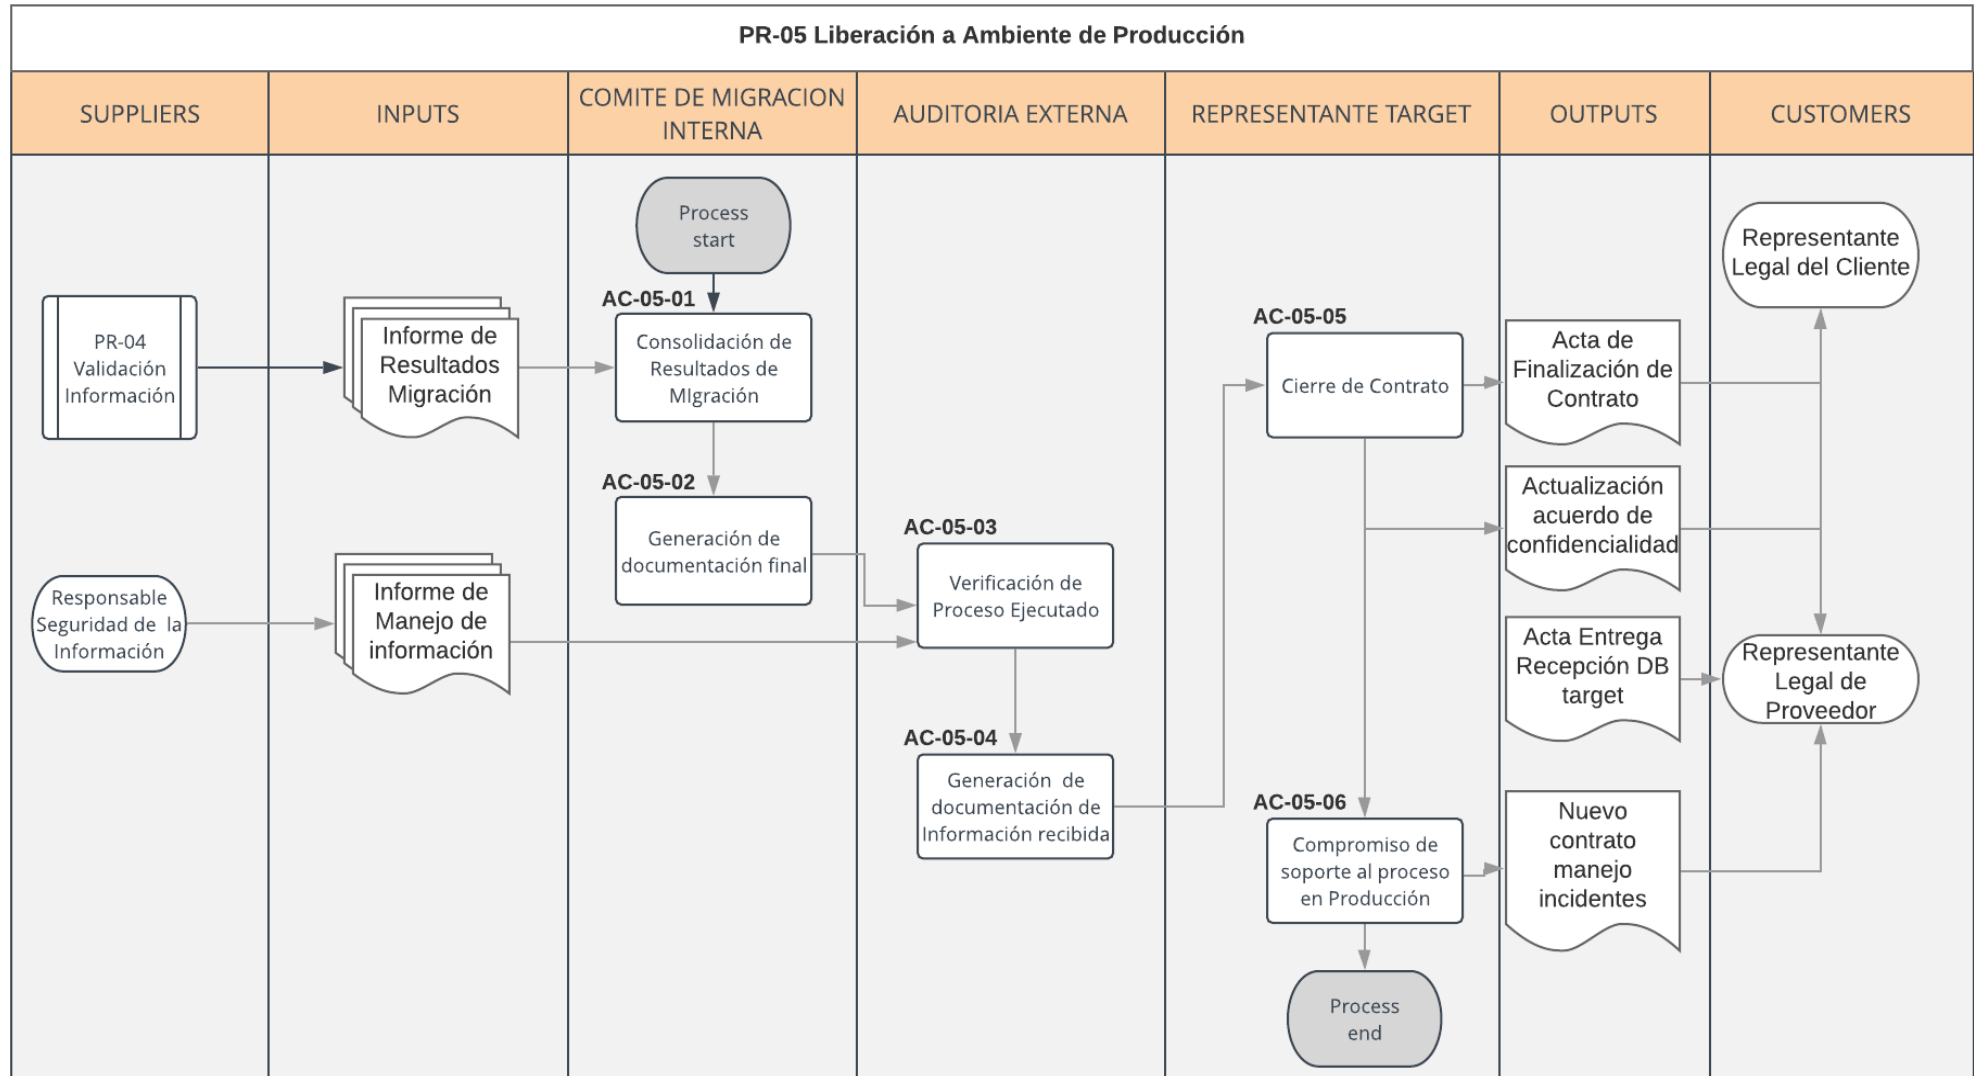 PR-05 Liberación a Ambiente de Producción
SUPPLIERS
INPUTS
COMITE DE MIGRACION
INTERNA
AUDITORIA EXTERNA
REPRESENTANTE TARGET
OUTPUTS
CUSTOMERS
PR-04
Validación
Información
Responsable
Seguridad de la
Información
Informe de
Resultados
Migración
Informe de
Manejo de
información
Process
start
AC-05-01
Consolidación de
Resultados de
MIgración
AC-05-02
Generación de
documentación final
AC-05-03
Verificación de
Proceso Ejecutado
AC-05-04
Generación de
documentación de
Información recibida
AC-05-05
Cierre de Contrato
AC-05-06
Compromiso de
soporte al proceso
en Producción
Process
end
Acta de
Finalización de
Contrato
Actualización
acuerdo de
confidencialidad
Acta Entrega
Recepción DB
target
Nuevo
contrato
manejo
incidentes
Representante
Legal del Cliente
Representante
Legal de
Proveedor